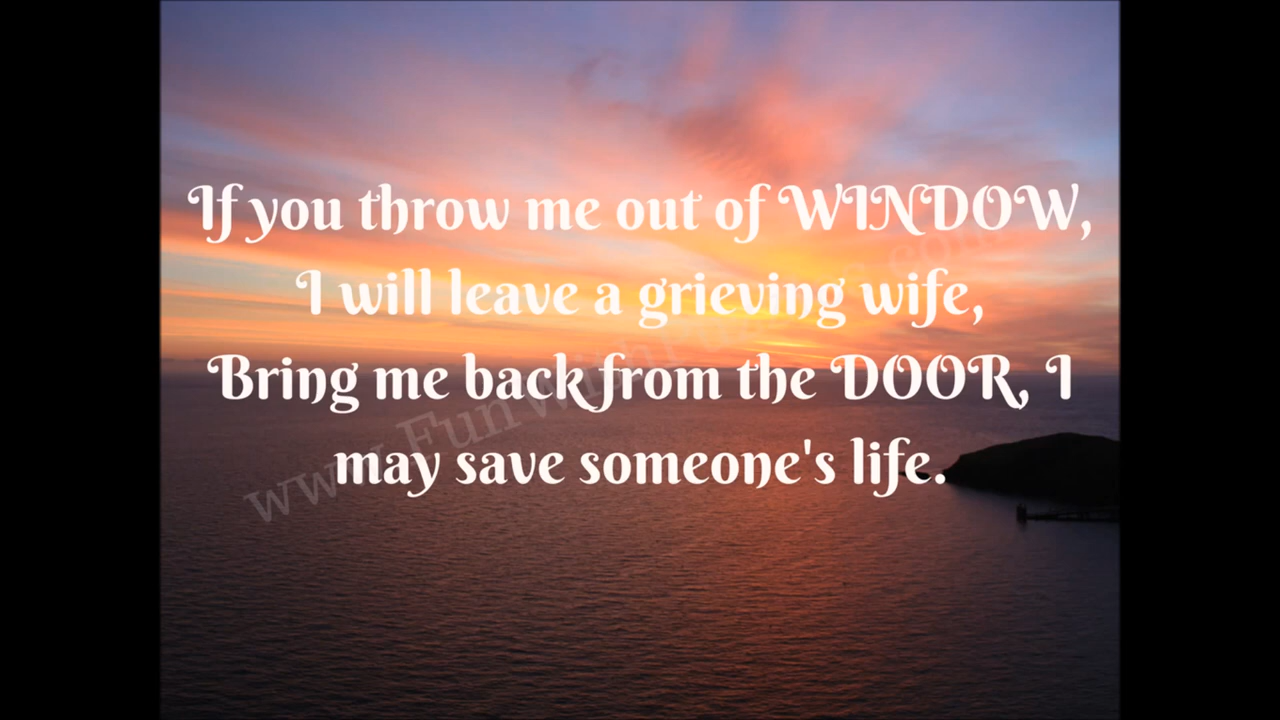 If you throw me out of WINDOW,
I will leave a grieving wife,
Bring me back from the DOOR, I
may save someone's life.